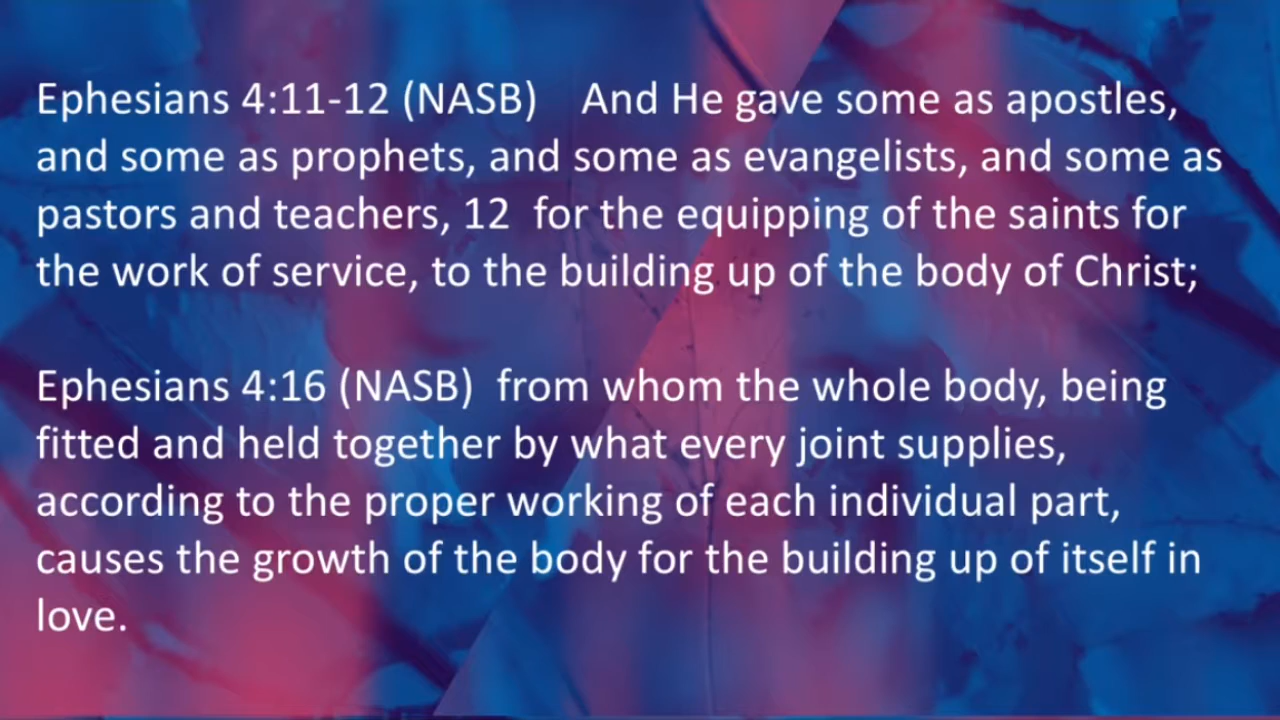 Ephesians 4:11-12 (NASB) And He gave some as apostles,
and some as prophets, and some as evangelists, and some as
pastors and teachers, 12 for the equipping of the saints for
the work of service, to the building up of the body of Christ;
Ephesians 4:16 (NASB) from whom the whole body, being
fitted and held together by what every joint supplies,
according to the proper working of each individual part,
causes the growth of the body for the building up of itself in
love.